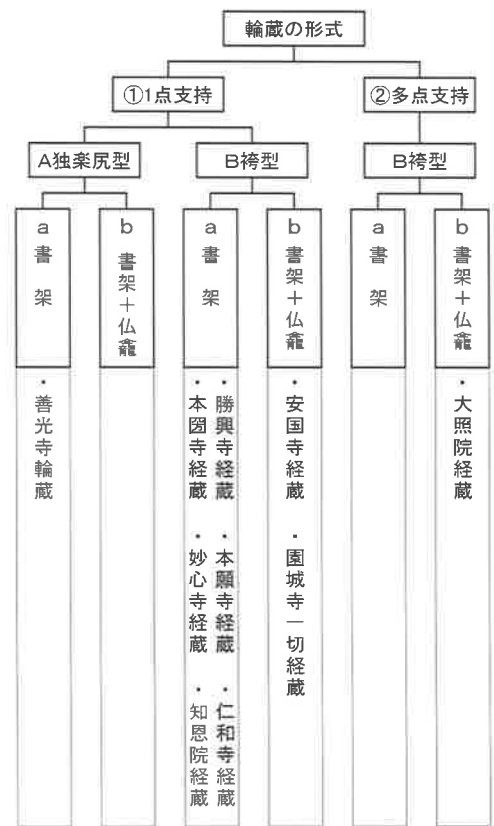 輪蔵の形式
①1点支持
②多点支持
A独楽尻型
B袴型
B袴型
a 書架
b 書架+仏龕
a 書架
b 書架+仏龕
a 書架
b 書架+仏龕
・善光寺輪蔵
・勝興寺経蔵 ・本願寺経蔵 ・仁和寺経蔵
・本圀寺経蔵 ・妙心寺経蔵 ・知恩院経蔵
・安国寺経蔵 ・園城寺一切経蔵
・大照院経蔵